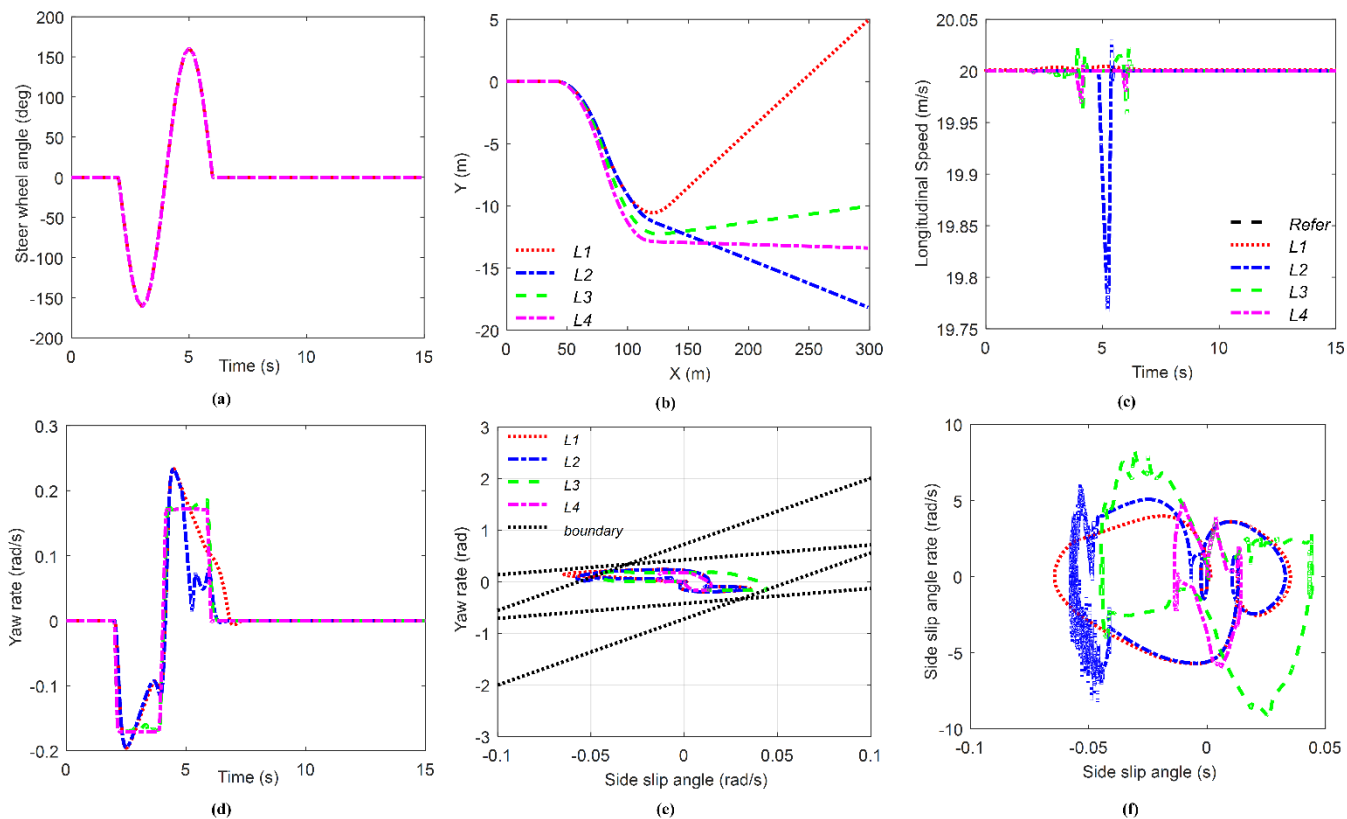 200
150
100
50
0
-50
-100
-150
-200
Steer wheel angle (deg)
0
5
10
15
Time (s)
(a)
5
0
-5
-10
-15
-20
Y (m)
L1
L2
L3
L4
0
50
100
150
200
250
300
X (m)
(b)
20.05
20
19.95
19.9
19.85
19.8
19.75
Longitudinal Speed (m/s)
Refer
L1
L2
L3
L4
0
5
10
15
Time (s)
(c)
0.3
0.2
0.1
0
-0.1
-0.2
Yaw rate (rad/s)
0
5
10
15
Time (s)
(d)
3
2
1
0
-1
-2
-3
Yaw rate (rad)
L1
L2
L3
L4
boundary
-0.1
-0.05
0
0.05
0.1
Side slip angle (rad/s)
(e)
10
5
0
-5
-10
Side slip angle rate (rad/s)
-0.1
-0.05
0
0.05
Side slip angle (s)
(f)